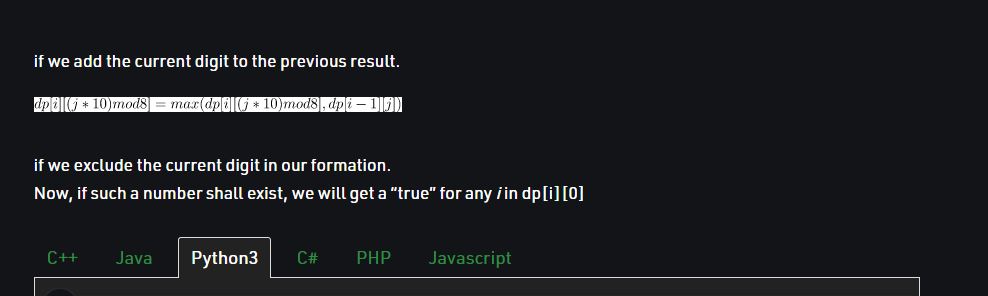 if we add the current digit to the previous result.
dp[i][(j * 10)mod8] = max(dp[i][(j * 10)mod8], dp[i − 1][j])
if we exclude the current digit in our formation.
Now, if such a number shall exist, we will get a "true" for any i in dp[i][0]
C++ Java Python3 C# PHP Javascript